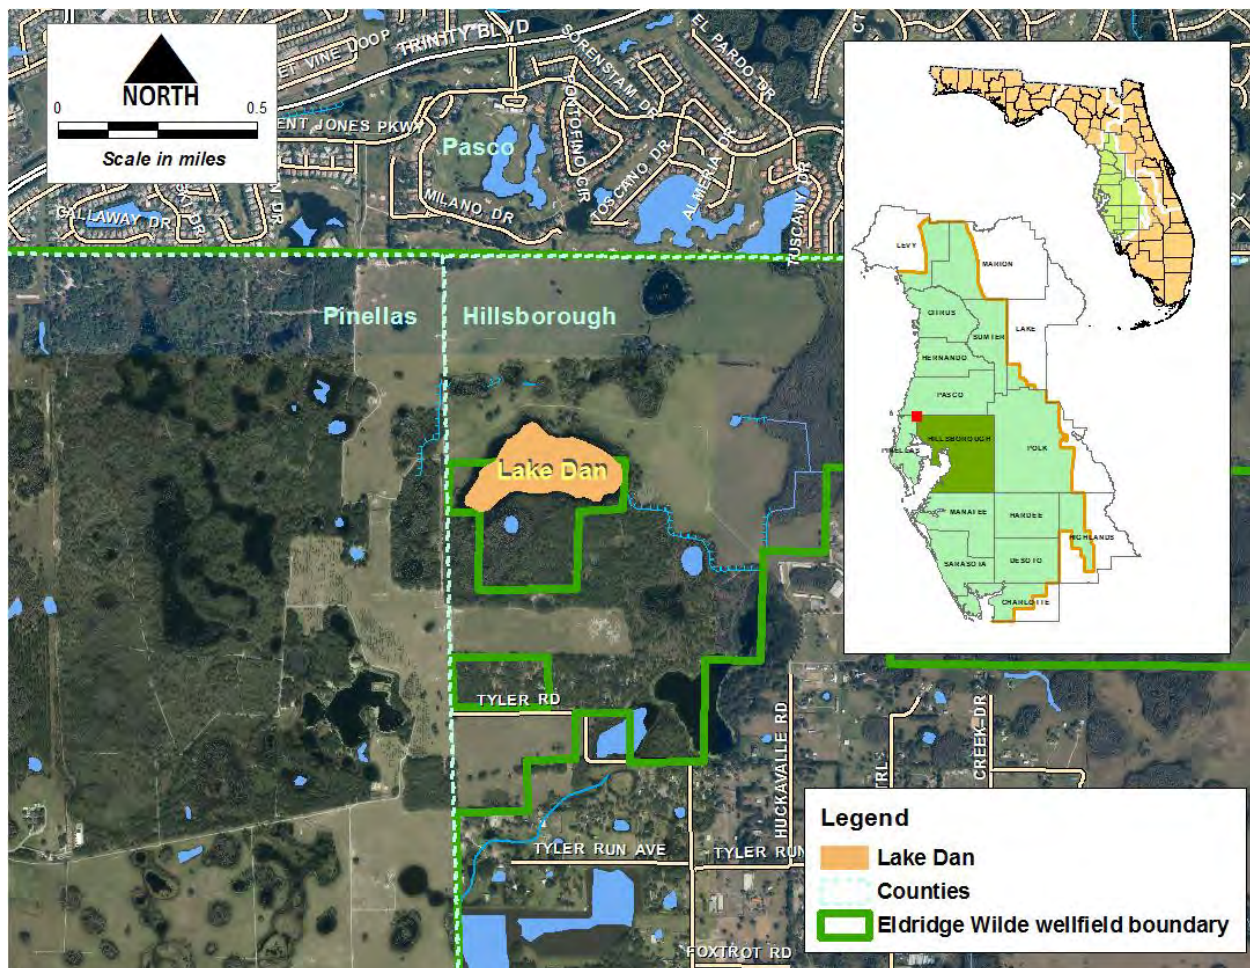 NORTH
0 0.5
Scale in miles
TRINITY BLVD
SORENSTAM DR
EL PARDO DR
PORTOFINO CIR
Pasco
TOSCANO DR
ALMERIA DR
MILANO DR
TUSCANY DR
CALLAWAY DR
ENT JONES PKWY
ET VINE LOOP
Pinellas
Hillsborough
Lake Dan
TYLER RD
HUCKAVALLE RD
TRL
CREEK DR
TYLER RUN AVE
TYLER RUN
FOXTROT RD
LEVY
MARION
CITRUS
SUMTER
LAKE
HERNANDO
PASCO
HILLSBOROUGH
PINELLAS
POLK
MANATEE
HARDEE
HIGHLANDS
SARASOTA
DESOTO
CHARLOTTE
Legend
Lake Dan
Counties
Eldridge Wilde wellfield boundary